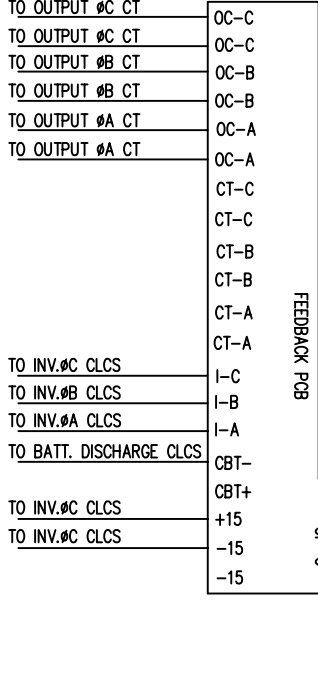 TO OUTPUT øC CT
OC-C
TO OUTPUT øC CT
OC-C
TO OUTPUT øB CT
OC-B
TO OUTPUT øB CT
OC-B
TO OUTPUT øA CT
OC-A
TO OUTPUT øA CT
OC-A
CT-C
CT-C
CT-B
CT-B
CT-A
CT-A
FEEDBACK PCB
TO INV.øC CLCS
I-C
TO INV.øB CLCS
I-B
TO INV.øA CLCS
I-A
TO BATT. DISCHARGE CLCS
CBT-
CBT+
TO INV.øC CLCS
+15
TO INV.øC CLCS
-15
-15